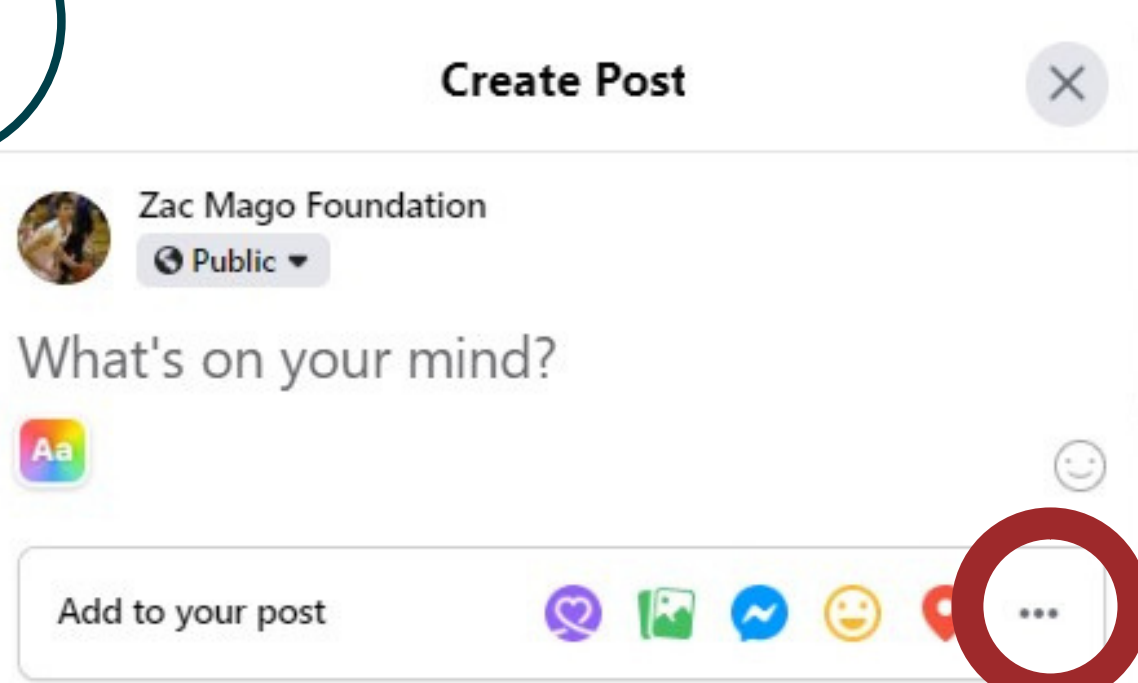 Create Post
Zac Mago Foundation
Public
What's on your mind?
Aa
Add to your post